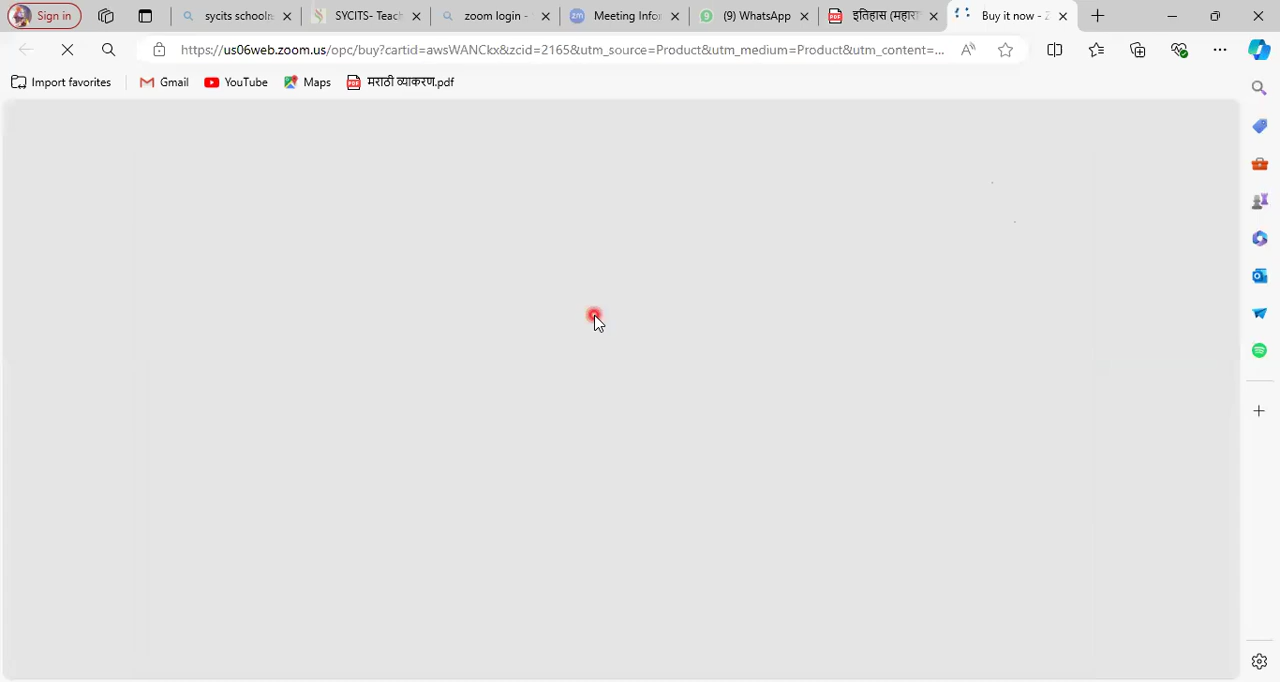 Sign in
sycits schools
SYCITS- Teac
zoom login -
Meeting Info
(9) WhatsApp
इतिहास (महारा
Buy it now - Z
https://us06web.zoom.us/opc/buy?cartid=awsWANCkx&zcid=2165&utm_source=Product&utm_medium=Product&utm_content=...
Import favorites
Gmail
YouTube
Maps
मराठी व्याकरण.pdf